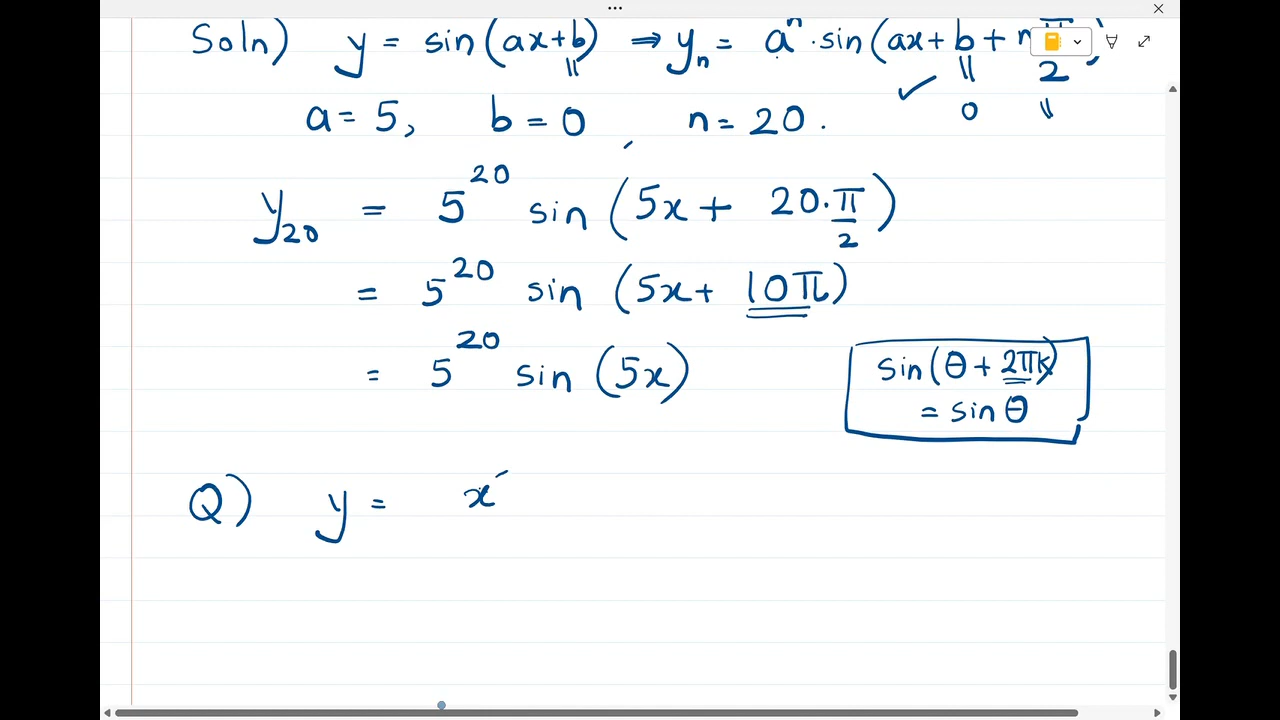 Soln) y = sin(ax+b) ⇒ yₙ = aⁿ · sin(ax + b + nπ/2)
|| || ||
a = 5, b = 0 n = 20. ✓ 0
y₂₀ = 5²⁰ sin (5x + 20.π/2)
= 5²⁰ sin (5x + 10π)
= 5²⁰ sin (5x)
sin(θ + 2πk)
= sin θ
Q) y = x